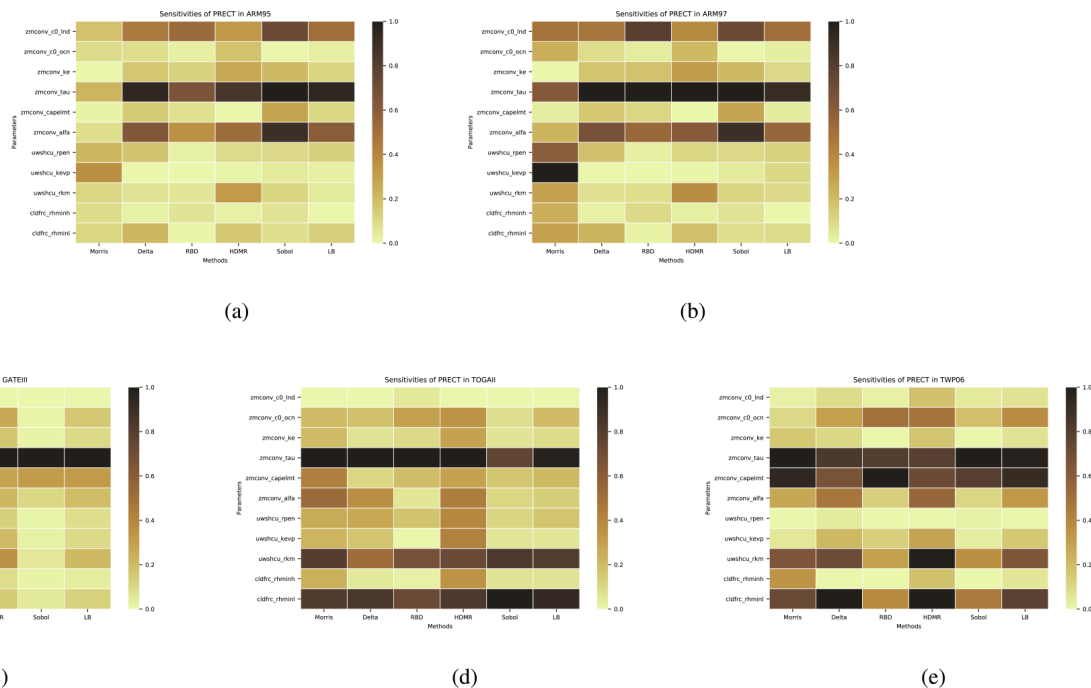 Sensitivities of PRECT in ARM95
zmconv_c0_lnd
zmconv_c0_ocn
zmconv_ke
zmconv_tau
zmconv_capelmt
zmconv_alfa
uwshcu_rpen
uwshcu_kevp
uwshcu_rkm
cldfrc_rhminh
cldfrc_rhminl
Parameters
Morris Delta RBD HDMR Sobol LB
Methods
1.0
0.8
0.6
0.4
0.2
0.0
(a)
Sensitivities of PRECT in ARM97
zmconv_c0_lnd
zmconv_c0_ocn
zmconv_ke
zmconv_tau
zmconv_capelmt
zmconv_alfa
uwshcu_rpen
uwshcu_kevp
uwshcu_rkm
cldfrc_rhminh
cldfrc_rhminl
Parameters
Morris Delta RBD HDMR Sobol LB
Methods
1.0
0.8
0.6
0.4
0.2
0.0
(b)
GATEIII
R Sobol LB
1.0
0.8
0.6
0.4
0.2
0.0
)
Sensitivities of PRECT in TOGAII
zmconv_c0_lnd
zmconv_c0_ocn
zmconv_ke
zmconv_tau
zmconv_capelmt
zmconv_alfa
uwshcu_rpen
uwshcu_kevp
uwshcu_rkm
cldfrc_rhminh
cldfrc_rhminl
Parameters
Morris Delta RBD HDMR Sobol LB
Methods
1.0
0.8
0.6
0.4
0.2
0.0
(d)
Sensitivities of PRECT in TWP06
zmconv_c0_lnd
zmconv_c0_ocn
zmconv_ke
zmconv_tau
zmconv_capelmt
zmconv_alfa
uwshcu_rpen
uwshcu_kevp
uwshcu_rkm
cldfrc_rhminh
cldfrc_rhminl
Parameters
Morris Delta RBD HDMR Sobol LB
Methods
1.0
0.8
0.6
0.4
0.2
0.0
(e)